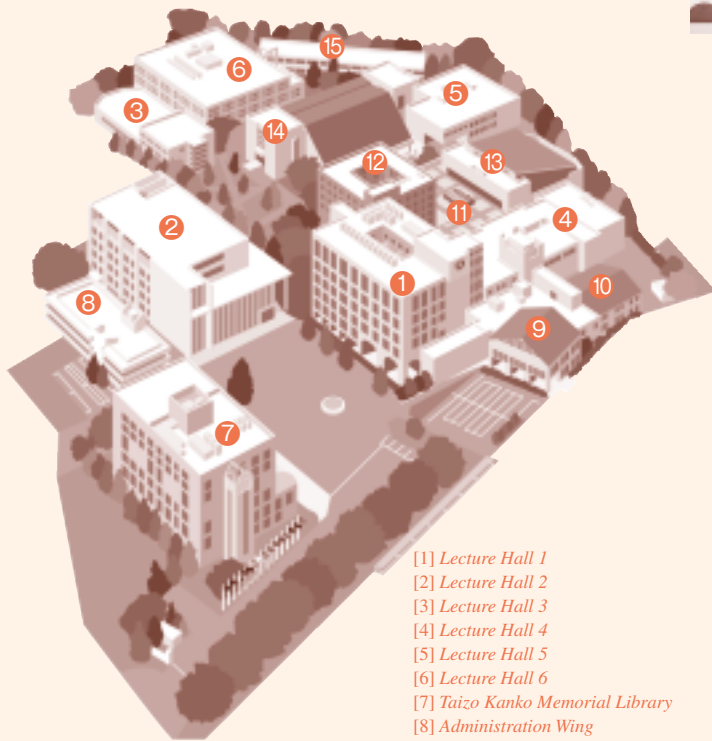 15
6
5
3
14
12
13
11
4
2
1
10
8
9
7
[1] Lecture Hall 1
[2] Lecture Hall 2
[3] Lecture Hall 3
[4] Lecture Hall 4
[5] Lecture Hall 5
[6] Lecture Hall 6
[7] Taizo Kanko Memorial Library
[8] Administration Wing